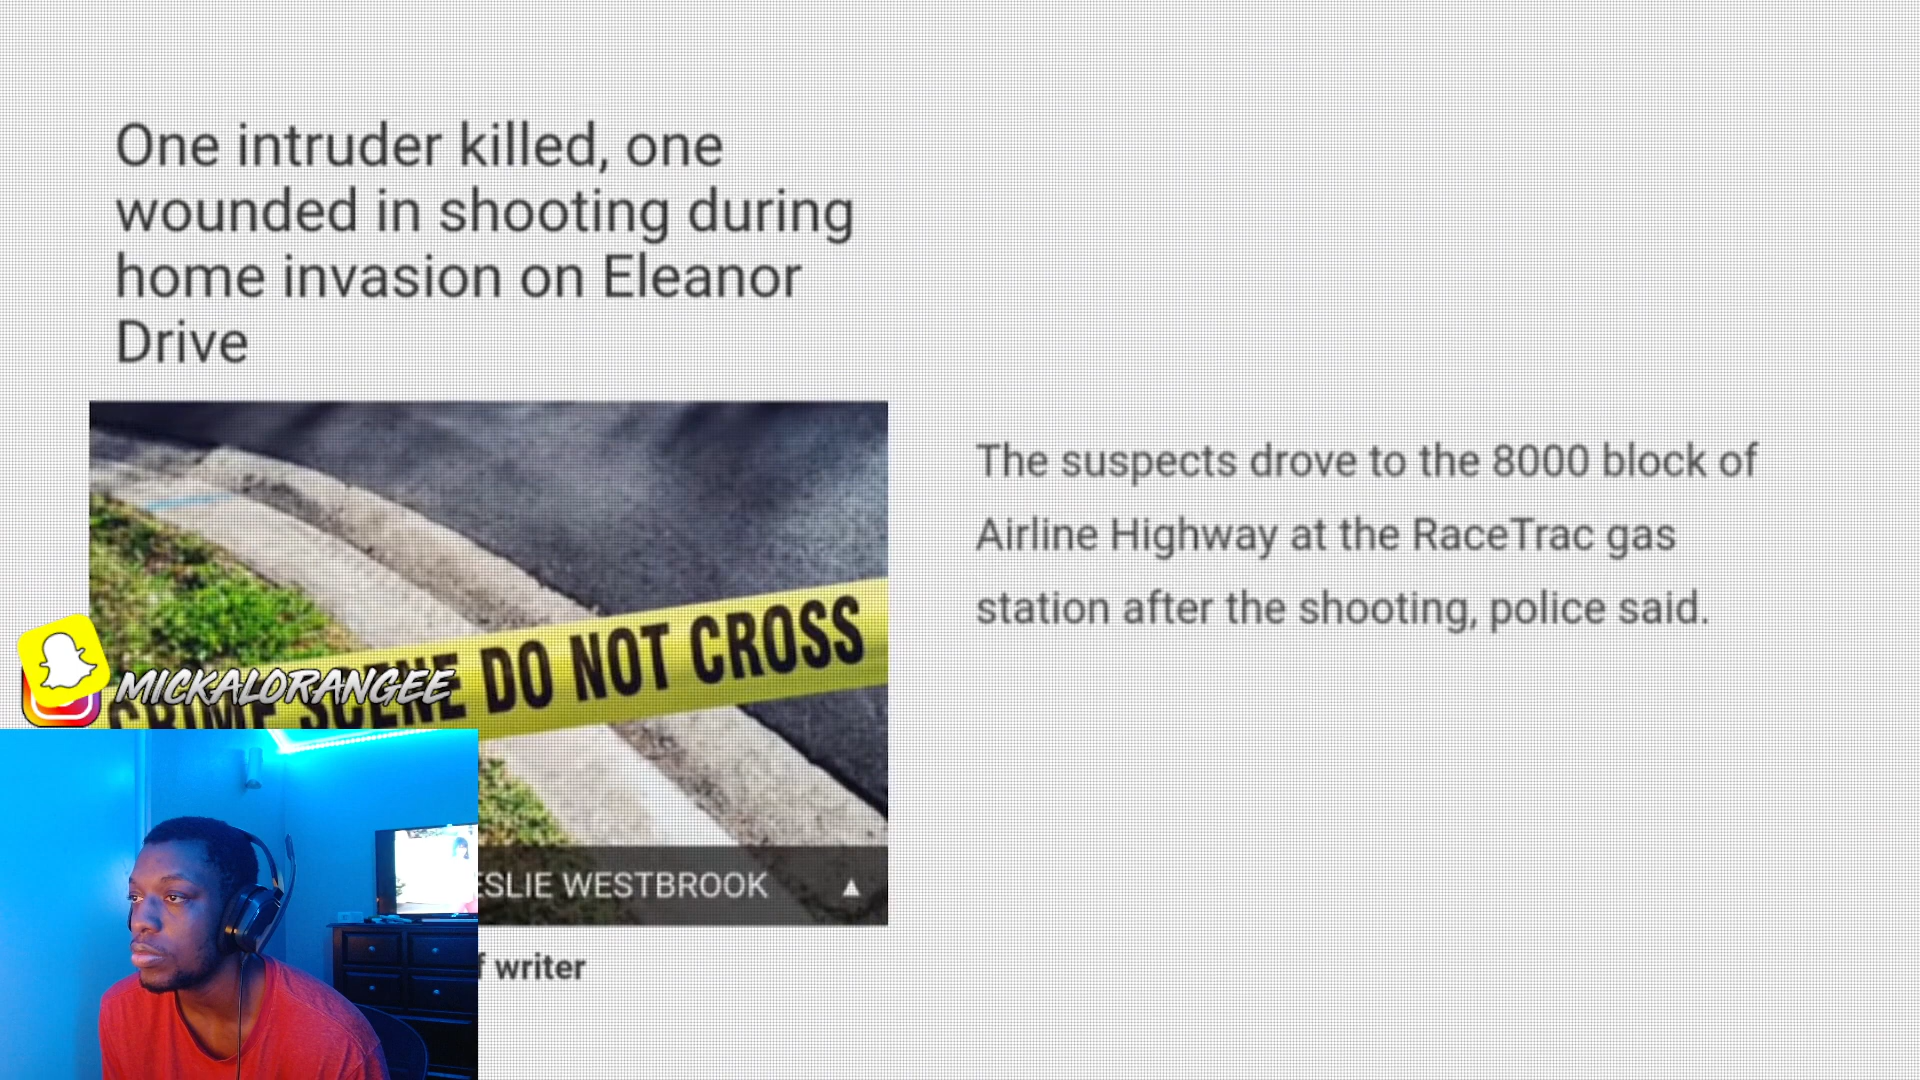 One intruder killed, one
wounded in shooting during
home invasion on Eleanor
Drive
The suspects drove to the 8000 block of
Airline Highway at the RaceTrac gas
station after the shooting, police said.
CRIME SCENE DO NOT CROSS
MICKALORANGEE
WESTBROOK
writer